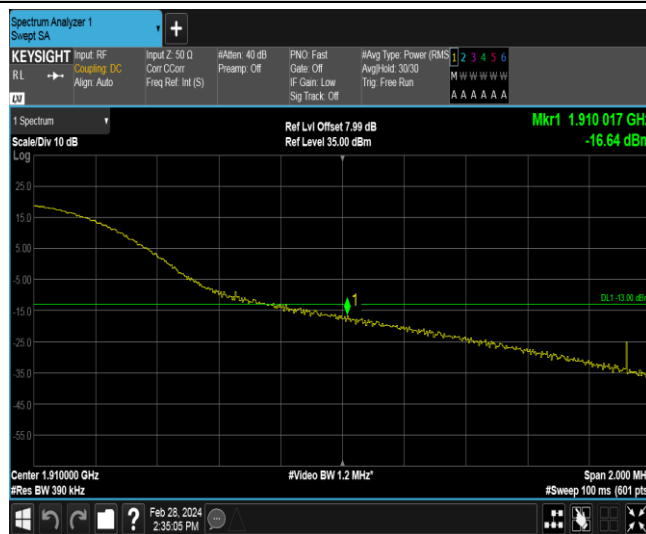 Spectrum Analyzer 1
Swept SA
+
KEYSIGHT
RL
LXI
Input: RF
Coupling: DC
Align: Auto
Input Z: 50 Ω
Corr CCorr
Freq Ref: Int (S)
#Atten: 40 dB
Preamp: Off
PNO: Fast
Gate: Off
IF Gain: Low
Sig Track: Off
#Avg Type: Power (RMS
Avg|Hold: 30/30
Trig: Free Run
1 2 3 4 5 6
M W W W W W
A A A A A A
1 Spectrum
Scale/Div 10 dB
Log
Ref Lvl Offset 7.99 dB
Ref Level 35.00 dBm
Mkr1 1.910 017 GHz
-16.64 dBm
25.0
15.0
5.00
-5.00
-15.0
-25.0
-35.0
-45.0
-55.0
1
DL1 -13.00 dBm
Center 1.910000 GHz
#Res BW 390 kHz
#Video BW 1.2 MHz*
Span 2.000 MH
#Sweep 100 ms (601 pts
?
Feb 28, 2024
2:35:05 PM